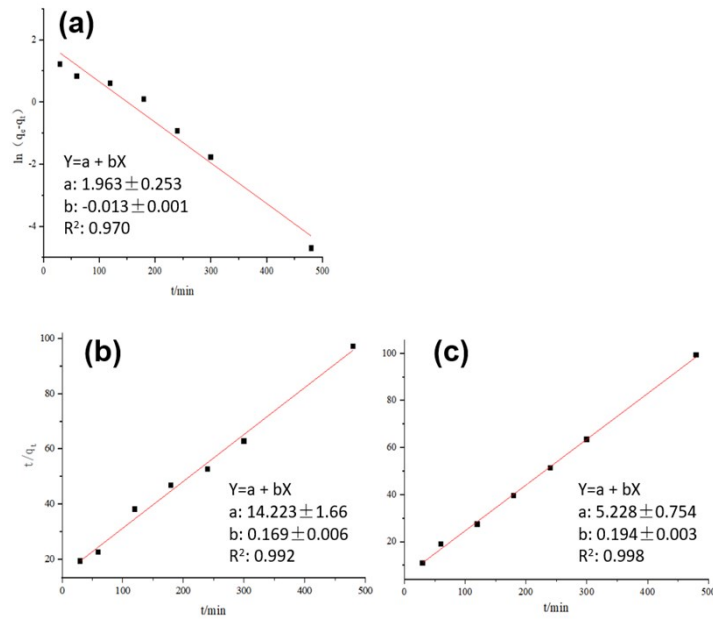 (a)
2
0
-2
-4
ln (qe-qt)
Y=a + bX
a: 1.963±0.253
b: -0.013±0.001
R²: 0.970
0 100 200 300 400 500
t/min
(b)
100
80
60
40
20
t/qt
Y=a + bX
a: 14.223±1.66
b: 0.169±0.006
R²: 0.992
0 100 200 300 400 500
t/min
(c)
100
80
60
40
20
Y=a + bX
a: 5.228±0.754
b: 0.194±0.003
R²: 0.998
0 100 200 300 400 500
t/min